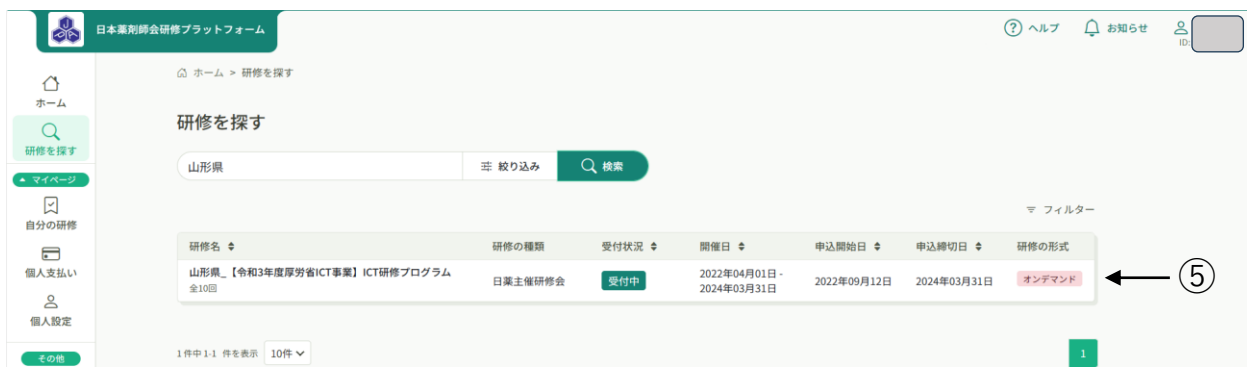 日本薬剤師会研修プラットフォーム
? ヘルプ
お知らせ
ID:
ホーム > 研修を探す
ホーム
研修を探す
研修を探す
山形県
絞り込み
検索
マイページ
自分の研修
フィルター
研修名 研修の種類 受付状況 開催日 申込開始日 申込締切日 研修の形式
個人支払い
山形県_【令和3年度厚労省ICT事業】ICT研修プログラム
全10回
日薬主催研修会
受付中
2022年04月01日 -
2024年03月31日
2022年09月12日
2024年03月31日
オンデマンド
⑤
個人設定
その他
1件中 1-1 件を表示 10件
1